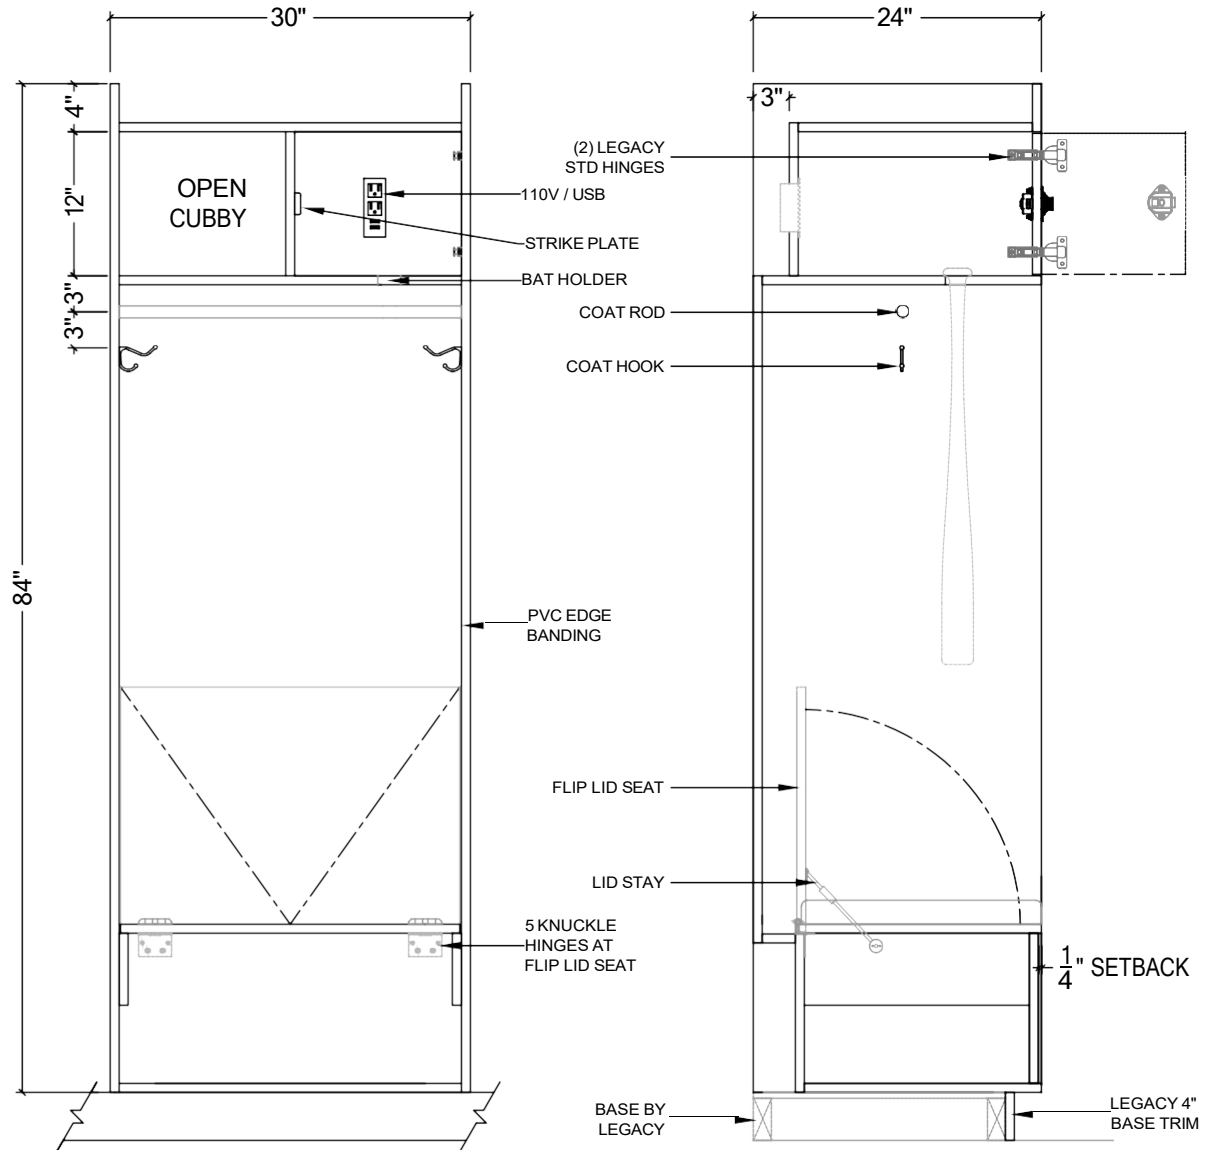 30"
24"
4"
3"
(2) LEGACY
STD HINGES
OPEN
CUBBY
12"
110V / USB
STRIKE PLATE
BAT HOLDER
3"
COAT ROD
3"
COAT HOOK
84"
PVC EDGE
BANDING
FLIP LID SEAT
LID STAY
5 KNUCKLE
HINGES AT
FLIP LID SEAT
1/4" SETBACK
BASE BY
LEGACY
LEGACY 4"
BASE TRIM